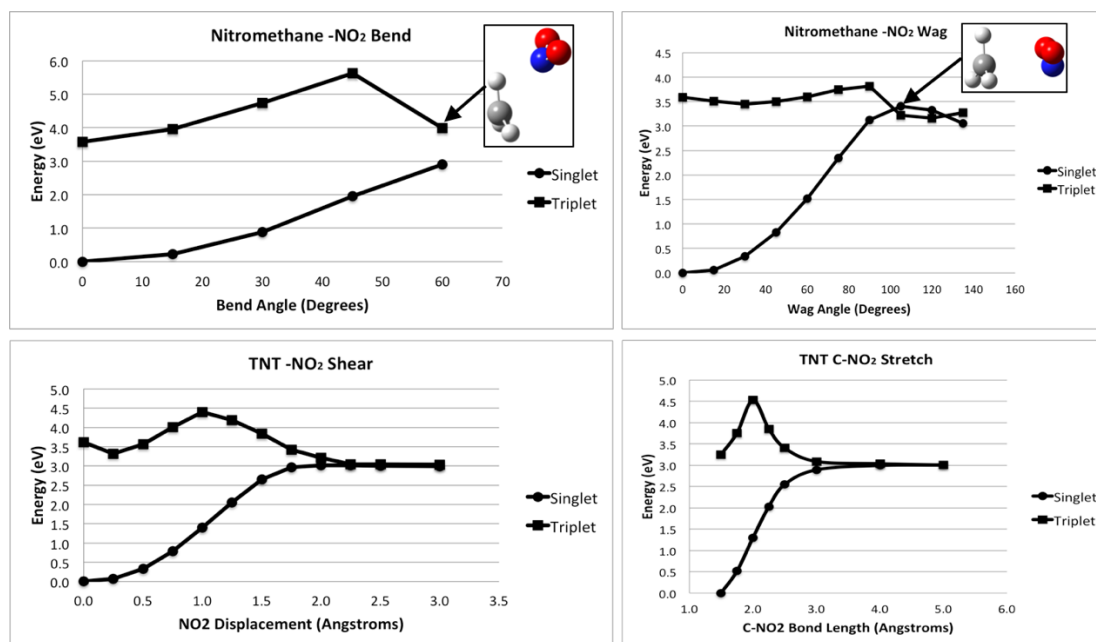 Nitromethane -NO₂ Bend
6.0
5.0
4.0
3.0
2.0
1.0
0.0
Energy (eV)
0 10 20 30 40 50 60 70
Bend Angle (Degrees)
Singlet
Triplet
Nitromethane -NO₂ Wag
4.5
4.0
3.5
3.0
2.5
2.0
1.5
1.0
0.5
0.0
Energy (eV)
0 20 40 60 80 100 120 140 160
Wag Angle (Degrees)
Singlet
Triplet
TNT -NO₂ Shear
5.0
4.5
4.0
3.5
3.0
2.5
2.0
1.5
1.0
0.5
0.0
Energy (eV)
0.0 0.5 1.0 1.5 2.0 2.5 3.0 3.5
NO2 Displacement (Angstroms)
Singlet
Triplet
TNT C-NO₂ Stretch
5.0
4.5
4.0
3.5
3.0
2.5
2.0
1.5
1.0
0.5
0.0
Energy (eV)
1.0 2.0 3.0 4.0 5.0 6.0
C-NO2 Bond Length (Angstroms)
Singlet
Triplet